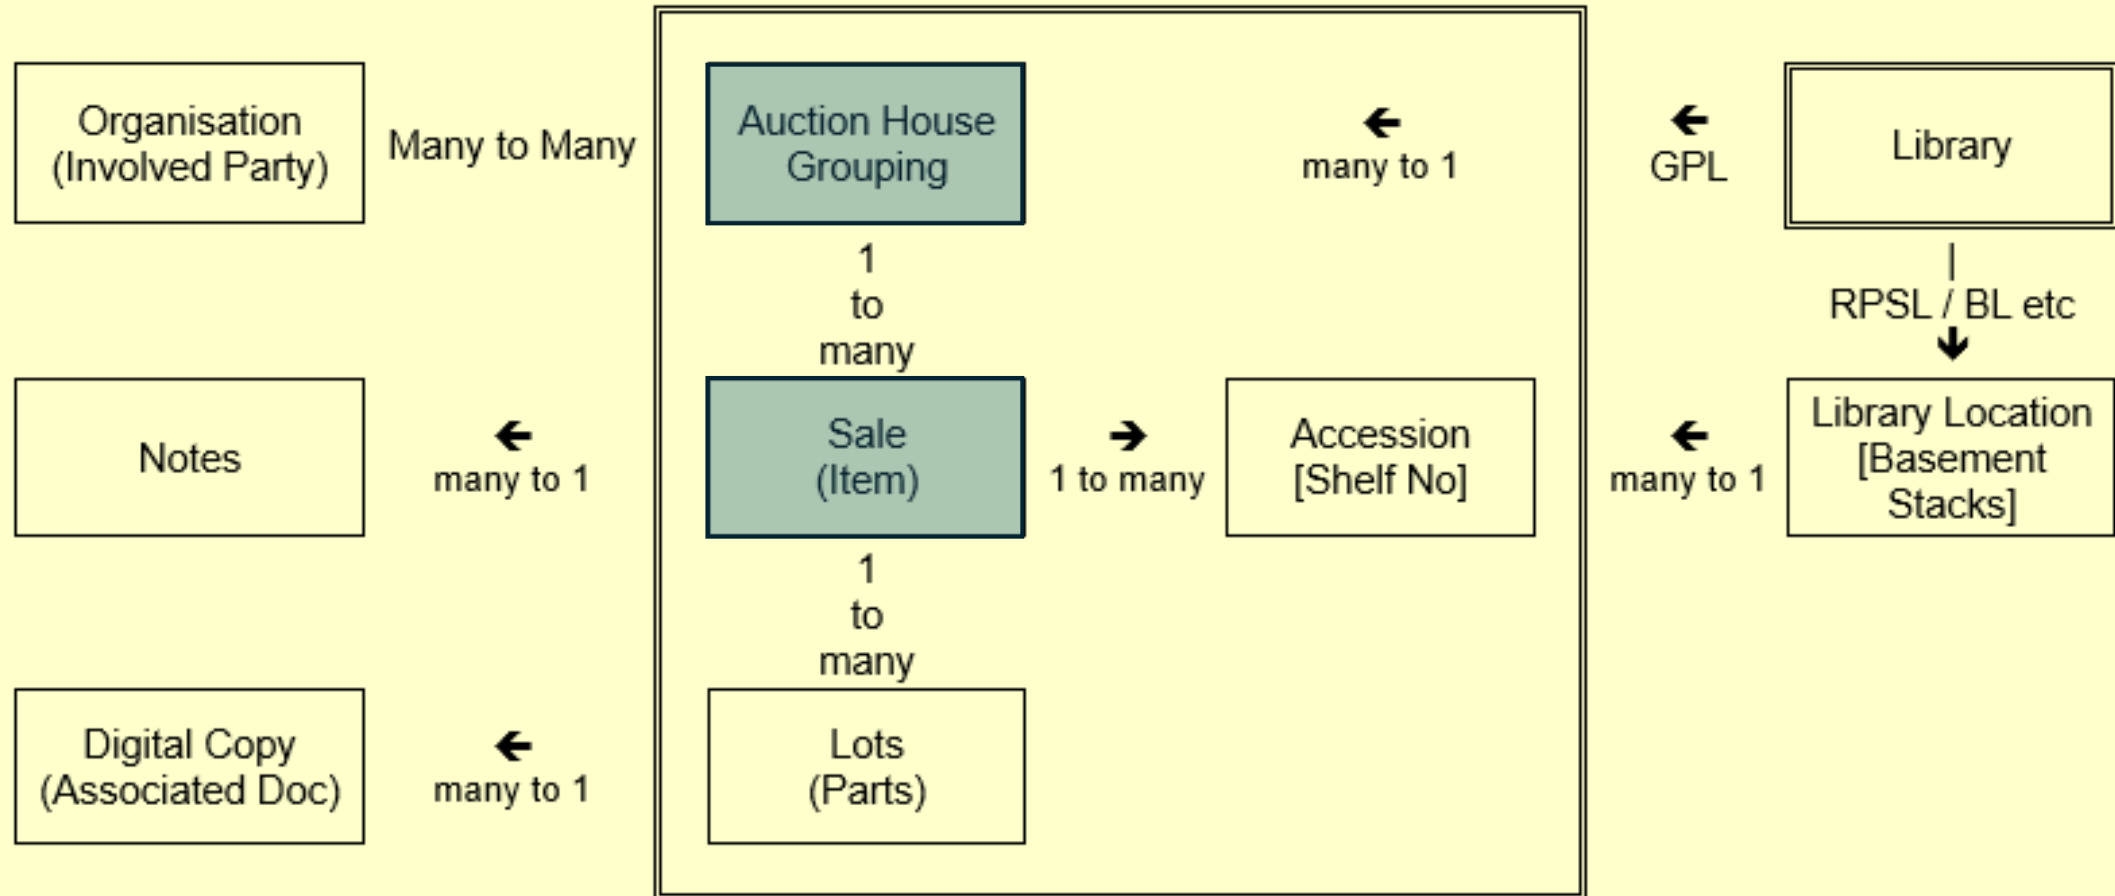 Organisation
(Involved Party)
Many to Many
Auction House
Grouping
🡸
many to 1
🡸
GPL
Library
1
to
many
|
RPSL / BL etc
🡻
Notes
🡸
many to 1
Sale
(Item)
🡺
1 to many
Accession
[Shelf No]
🡸
many to 1
Library Location
[Basement
Stacks]
1
to
many
Digital Copy
(Associated Doc)
🡸
many to 1
Lots
(Parts)